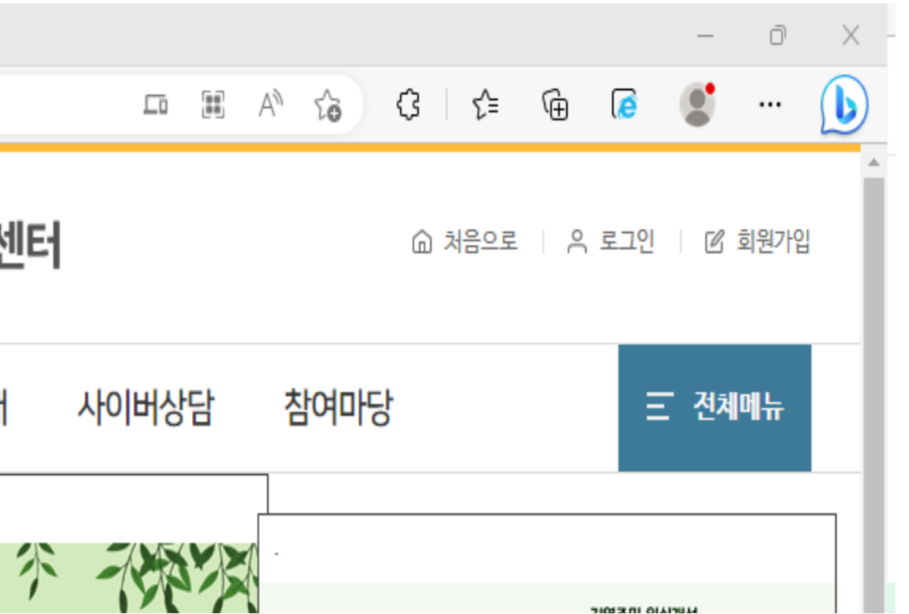 센터
처음으로
로그인
회원가입
사이버상담
참여마당
전체메뉴